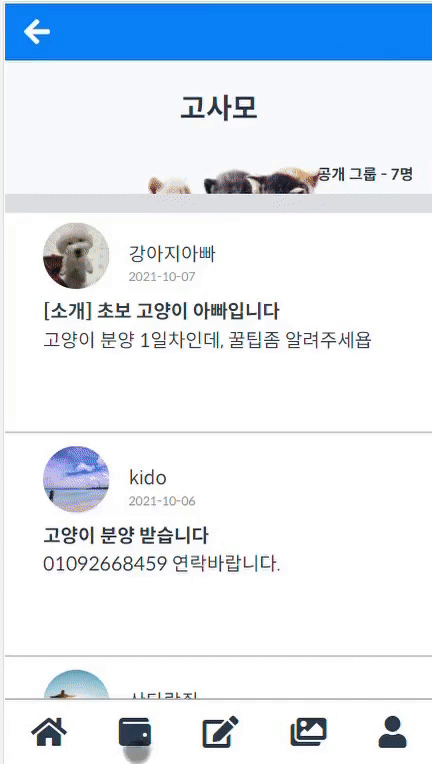 고사모
공개 그룹 - 7명
강아지아빠
2021-10-07
[소개] 초보 고양이 아빠입니다
고양이 분양 1일차인데, 꿀팁좀 알려주세욥
kido
2021-10-06
고양이 분양 받습니다
01092668459 연락바랍니다.